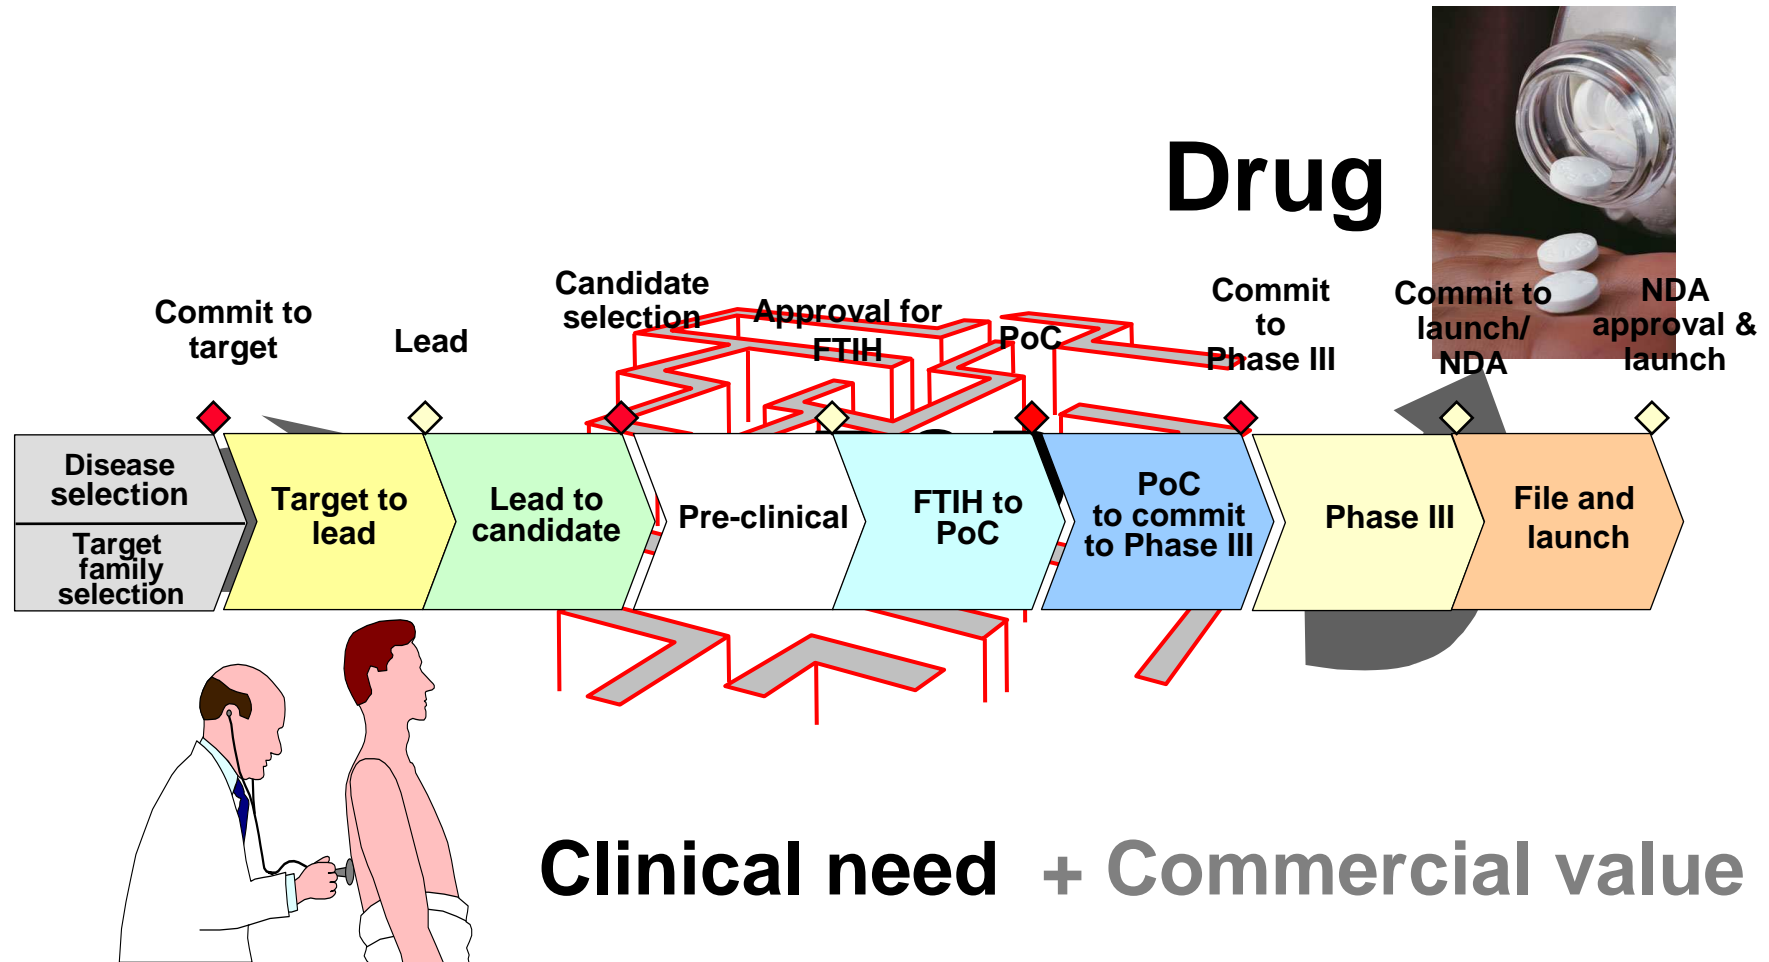 Drug
Commit to
target
Lead
Candidate
selection
Approval for
FTIH
PoC
Commit
to
Phase III
Commit to
launch/
NDA
NDA
approval &
launch
Disease
selection
Target
family
selection
Target to
lead
Lead to
candidate
Pre-clinical
FTIH to
PoC
PoC
to commit
to Phase III
Phase III
File and
launch
Clinical need + Commercial value